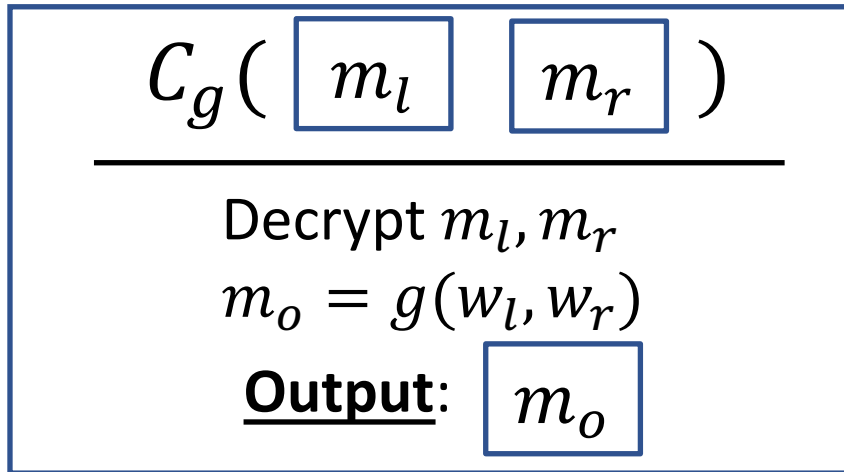 C_g( m_l m_r )
Decrypt m_l, m_r
m_o = g(w_l, w_r)
Output: m_o